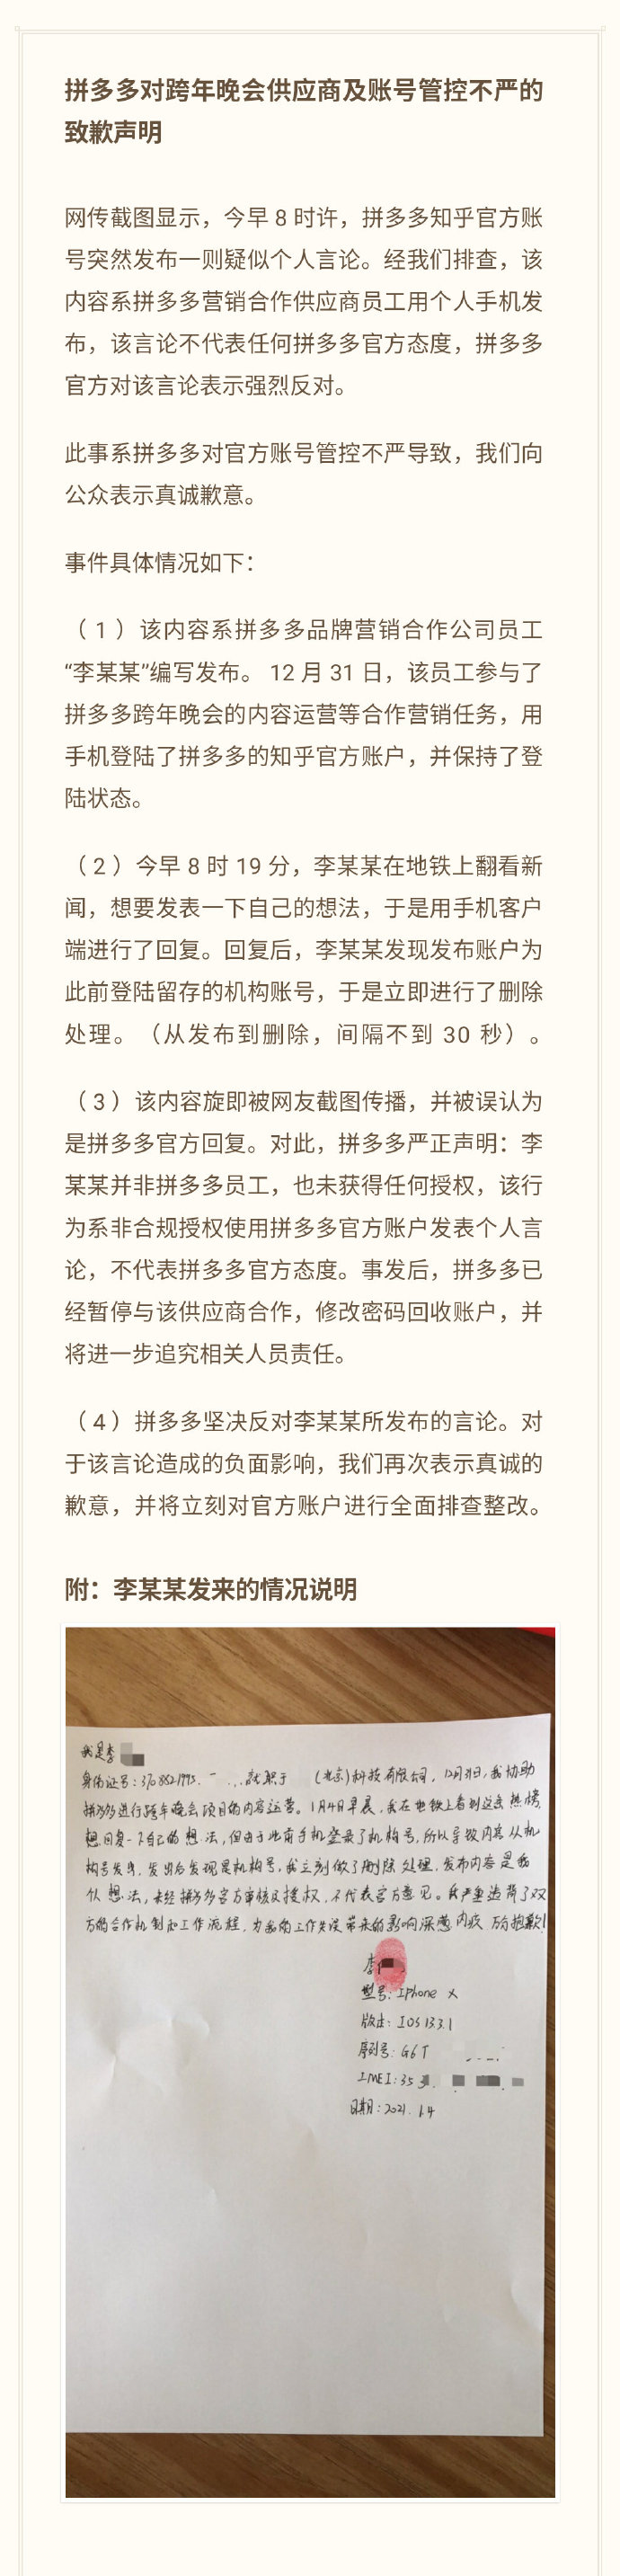 拼多多对跨年晚会供应商及账号管控不严的
致歉声明
网传截图显示，今早 8 时许，拼多多知乎官方账
号突然发布一则疑似个人言论。经我们排查，该
内容系拼多多营销合作供应商员工用个人手机发
布，该言论不代表任何拼多多官方态度，拼多多
官方对该言论表示强烈反对。
此事系拼多多对官方账号管控不严导致，我们向
公众表示真诚歉意。
事件具体情况如下：
（ 1 ）该内容系拼多多品牌营销合作公司员工
“李某某”编写发布。 12 月 31 日，该员工参与了
拼多多跨年晚会的内容运营等合作营销任务，用
手机登陆了拼多多的知乎官方账户，并保持了登
陆状态。
（ 2 ）今早 8 时 19 分，李某某在地铁上翻看新
闻，想要发表一下自己的想法，于是用手机客户
端进行了回复。回复后，李某某发现发布账户为
此前登陆留存的机构账号，于是立即进行了删除
处理。（从发布到删除，间隔不到 30 秒）。
（ 3 ）该内容旋即被网友截图传播，并被误认为
是拼多多官方回复。对此，拼多多严正声明：李
某某并非拼多多员工，也未获得任何授权，该行
为系非合规授权使用拼多多官方账户发表个人言
论，不代表拼多多官方态度。事发后，拼多多已
经暂停与该供应商合作，修改密码回收账户，并
将进一步追究相关人员责任。
（ 4 ）拼多多坚决反对李某某所发布的言论。对
于该言论造成的负面影响，我们再次表示真诚的
歉意，并将立刻对官方账户进行全面排查整改。
附：李某某发来的情况说明
我是李
身份证号：3708821995. 就职于 （北京）科技有限公司，12月31日，我协助
拼多多进行跨年晚会项目的内容运营。1月4日早晨，我在地铁上看到这条热榜，
想回复一下自己的想法，但由于此前手机登录了机构号，所以导致内容从机
构号发出，发出后发现是机构号，我立刻做了删除处理，发布内容是我
个人想法，未经拼多多官方审核及授权，不代表官方意见。我严重违背了双
方的合作机制和工作流程，为我的工作失误带来的影响深感内疚 万分抱歉！
李
型号：Iphone X
版本：IOS 13.3.1
序列号：G6T
IMEI：35 3
日期：2021.1.4